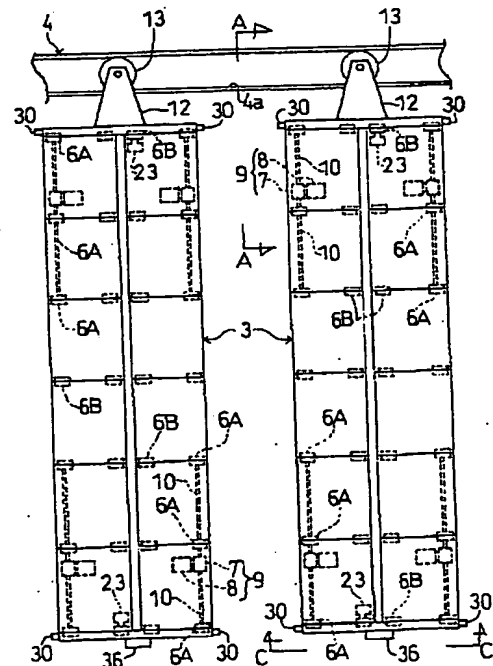 4 13 A 13
30 12 4a 30 12 30
6A 6B 6B
23 8 10 23
9 { 7
6A A 10 6A
6A 6B 6A
3
6B
6B 6A 6A
10
6A 6A
7
23 8 } 9 23 6B
30 10 30 30
30 36 6A 30 C 6A 36 C